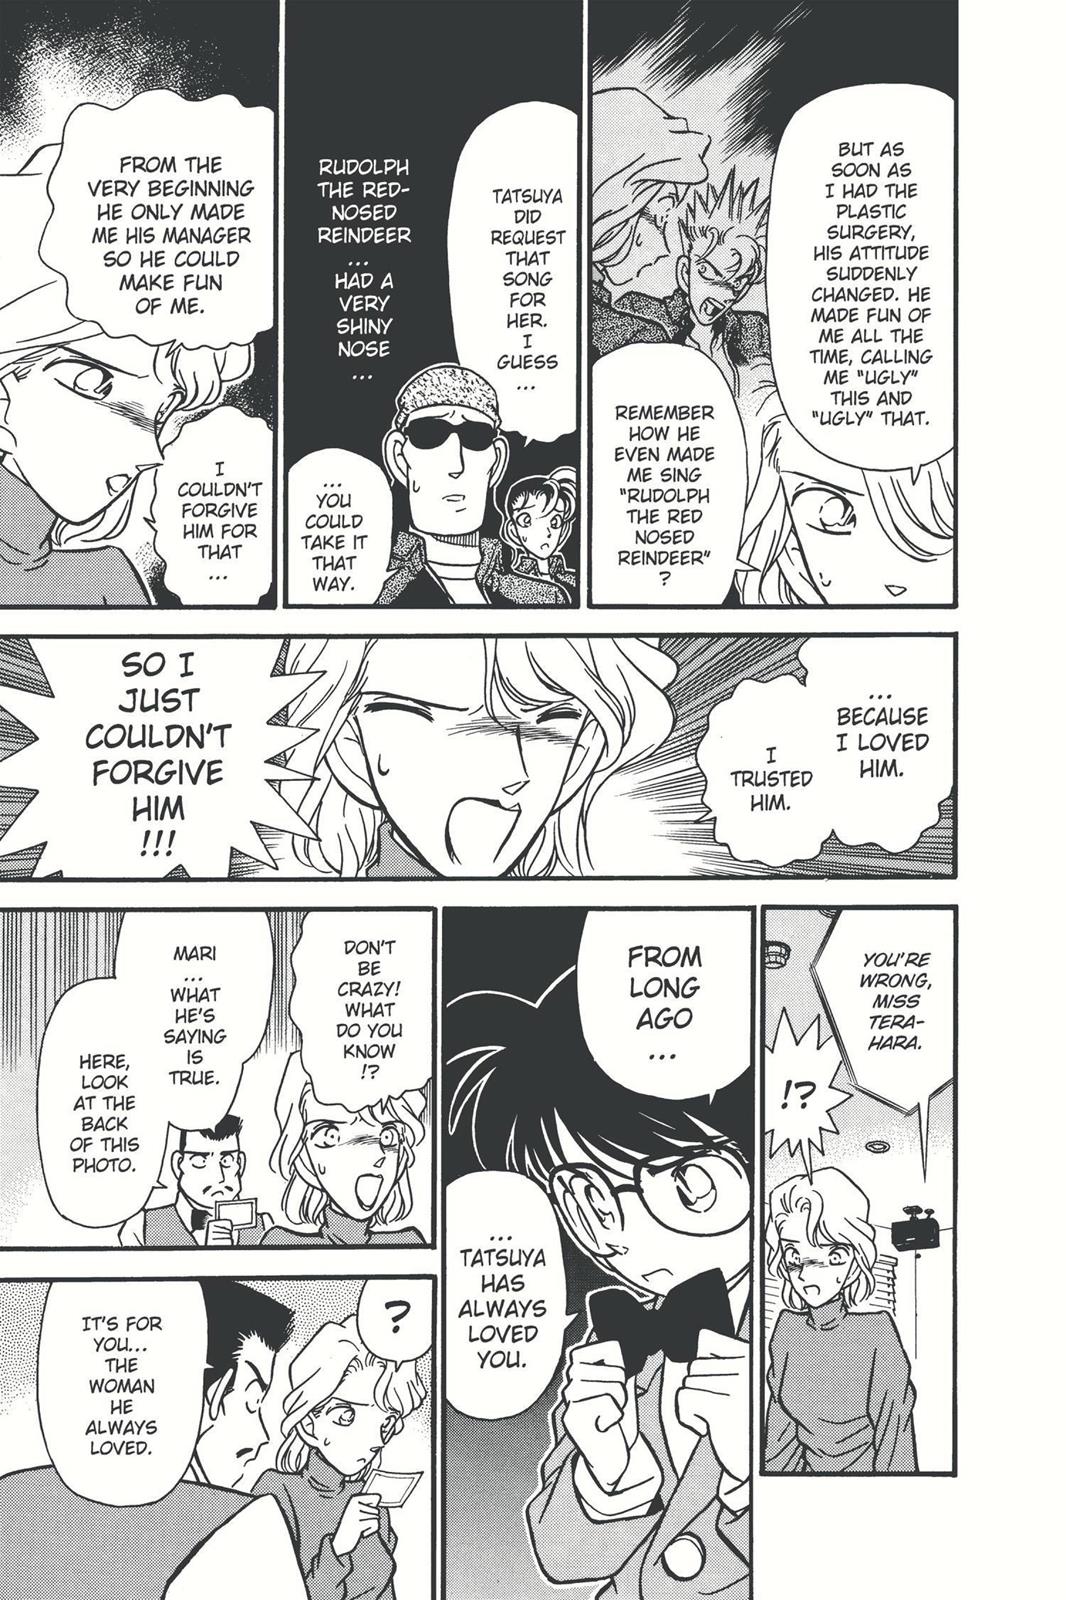 BUT AS
SOON AS
I HAD THE
PLASTIC
SURGERY,
HIS ATTITUDE
SUDDENLY
CHANGED. HE
MADE FUN OF
ME ALL THE
TIME, CALLING
ME "UGLY"
THIS AND
"UGLY" THAT.
REMEMBER
HOW HE
EVEN MADE
ME SING
"RUDOLPH
THE RED
NOSED
REINDEER"
?
TATSUYA
DID
REQUEST
THAT
SONG
FOR
HER.
I
GUESS
...
RUDOLPH
THE RED-
NOSED
REINDEER
...
HAD A
VERY
SHINY
NOSE
...
...
YOU
COULD
TAKE IT
THAT
WAY.
FROM THE
VERY BEGINNING
HE ONLY MADE
ME HIS MANAGER
SO HE COULD
MAKE FUN
OF ME.
I
COULDN'T
FORGIVE
HIM FOR
THAT
...
...
BECAUSE
I LOVED
HIM.
I
TRUSTED
HIM.
SO I
JUST
COULDN'T
FORGIVE
HIM
!!!
YOU'RE
WRONG,
MISS
TERA-
HARA.
!?
FROM
LONG
AGO
...
...
TATSUYA
HAS
ALWAYS
LOVED
YOU.
DON'T
BE
CRAZY!
WHAT
DO YOU
KNOW
!?
MARI
...
WHAT
HE'S
SAYING
IS
TRUE.
HERE,
LOOK
AT THE
BACK
OF THIS
PHOTO.
?
IT'S FOR
YOU...
THE
WOMAN
HE
ALWAYS
LOVED.